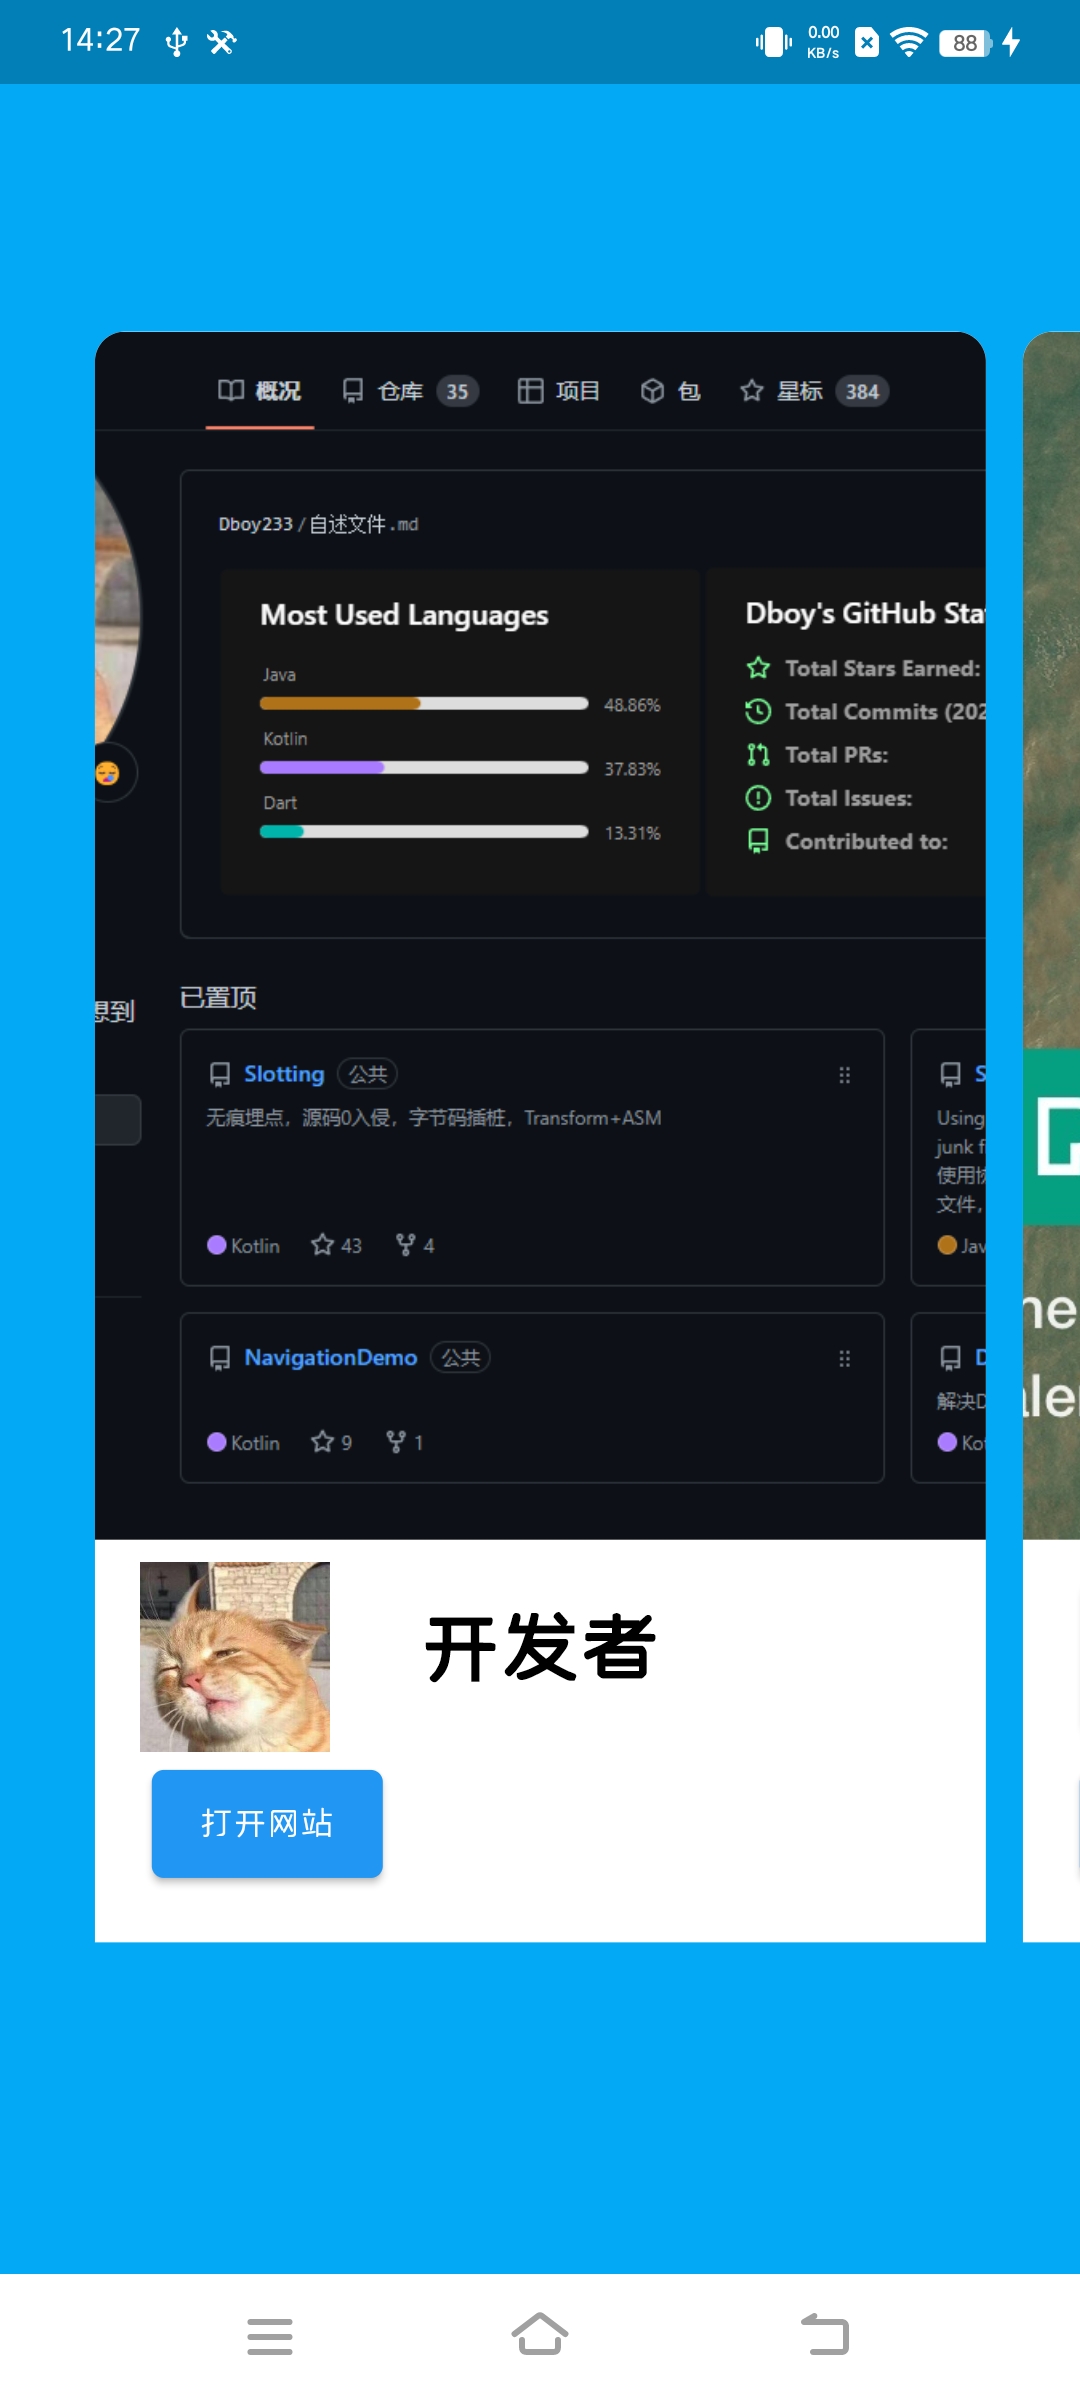 14:27
0.00
KB/s
88
概况 仓库 35 项目 包 星标 384
Dboy233 / 自述文件 .md
Most Used Languages
Java
48.86%
Kotlin
37.83%
Dart
13.31%
Dboy's GitHub Sta
Total Stars Earned:
Total Commits (202
Total PRs:
Total Issues:
Contributed to:
想到
已置顶
Slotting 公共
无痕埋点，源码0入侵，字节码插桩，Transform+ASM
Kotlin 43 4
S
Using
junk f
使用协
文件，
Jav
NavigationDemo 公共
Kotlin 9 1
D
解决D
Kot
ne
aler
开发者
打开网站